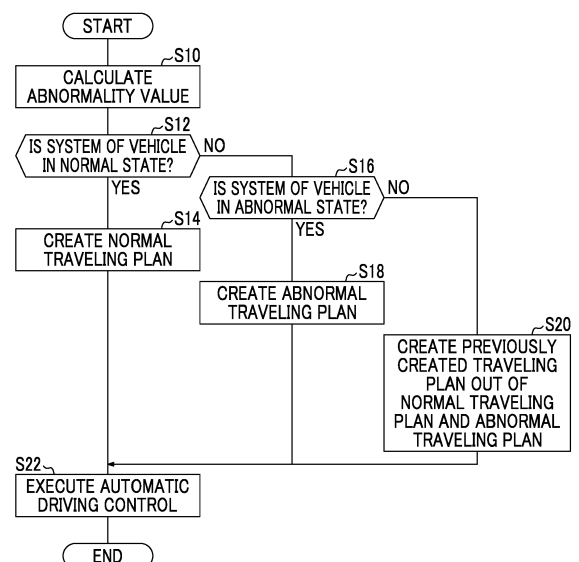 START
S10
CALCULATE
ABNORMALITY VALUE
S12
IS SYSTEM OF VEHICLE
IN NORMAL STATE?
NO
YES
S16
IS SYSTEM OF VEHICLE
IN ABNORMAL STATE?
NO
YES
S14
CREATE NORMAL
TRAVELING PLAN
S18
CREATE ABNORMAL
TRAVELING PLAN
S20
CREATE PREVIOUSLY
CREATED TRAVELING
PLAN OUT OF
NORMAL TRAVELING
PLAN AND ABNORMAL
TRAVELING PLAN
S22
EXECUTE AUTOMATIC
DRIVING CONTROL
END